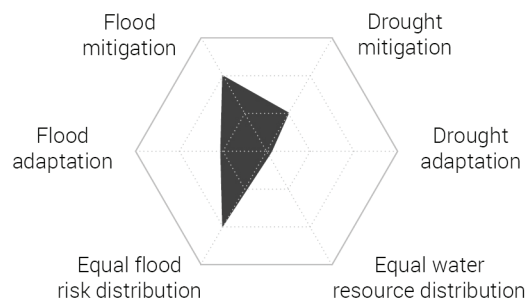 Flood
mitigation
Drought
mitigation
Flood
adaptation
Drought
adaptation
Equal flood
risk distribution
Equal water
resource distribution